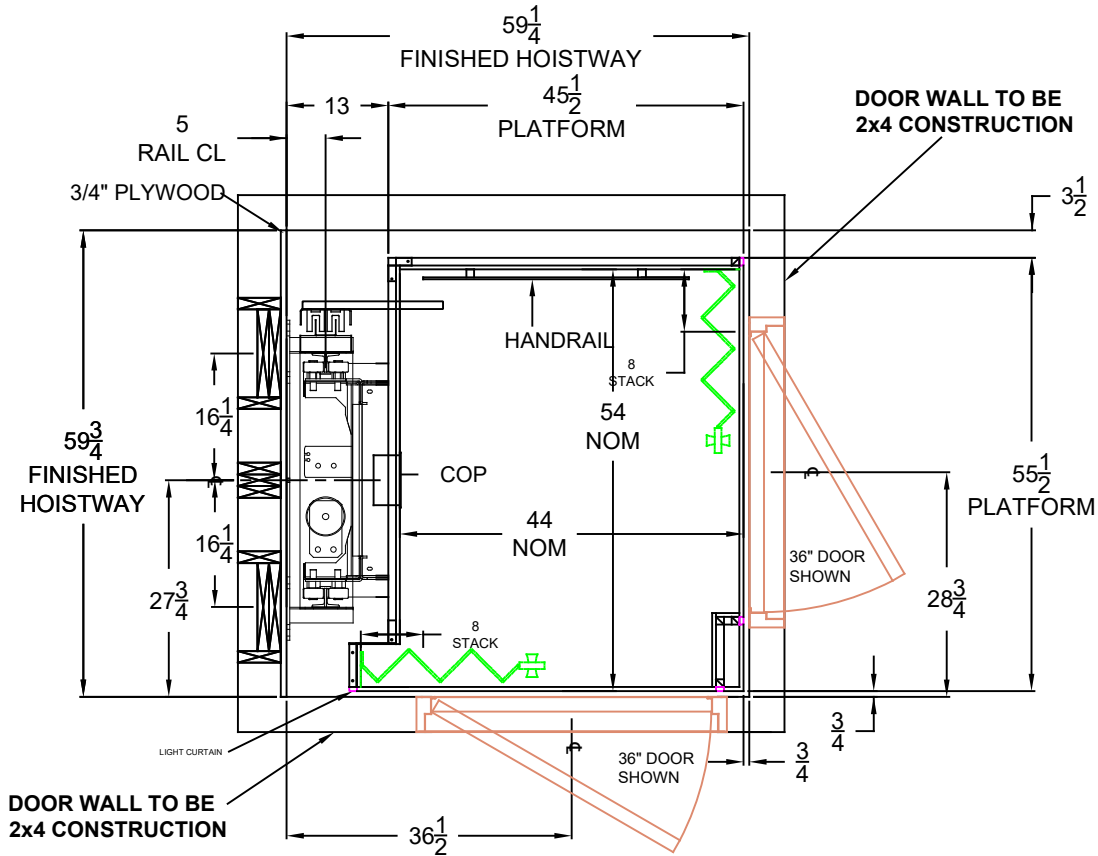 59 1/4
FINISHED HOISTWAY
13
45 1/2
PLATFORM
DOOR WALL TO BE
2x4 CONSTRUCTION
5
RAIL CL
3/4" PLYWOOD
3 1/2
HANDRAIL
8
STACK
16 1/4
59 3/4
FINISHED
HOISTWAY
54
NOM
COP
55 1/2
PLATFORM
44
NOM
16 1/4
36" DOOR
SHOWN
27 3/4
28 3/4
8
STACK
3/4
3/4
LIGHT CURTAIN
36" DOOR
SHOWN
DOOR WALL TO BE
2x4 CONSTRUCTION
36 1/2